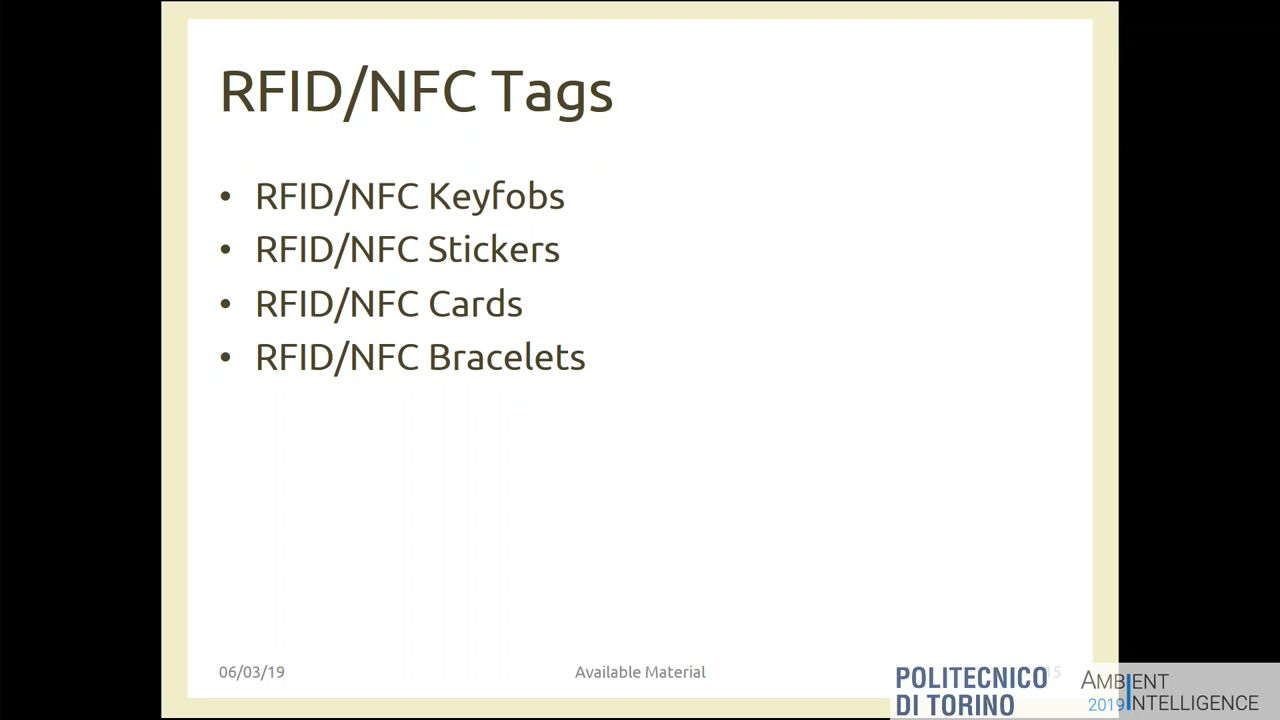 RFID/NFC Tags
• RFID/NFC Keyfobs
• RFID/NFC Stickers
• RFID/NFC Cards
• RFID/NFC Bracelets
06/03/19
Available Material
15
POLITECNICO
DI TORINO
AMBIENT
2019 INTELLIGENCE